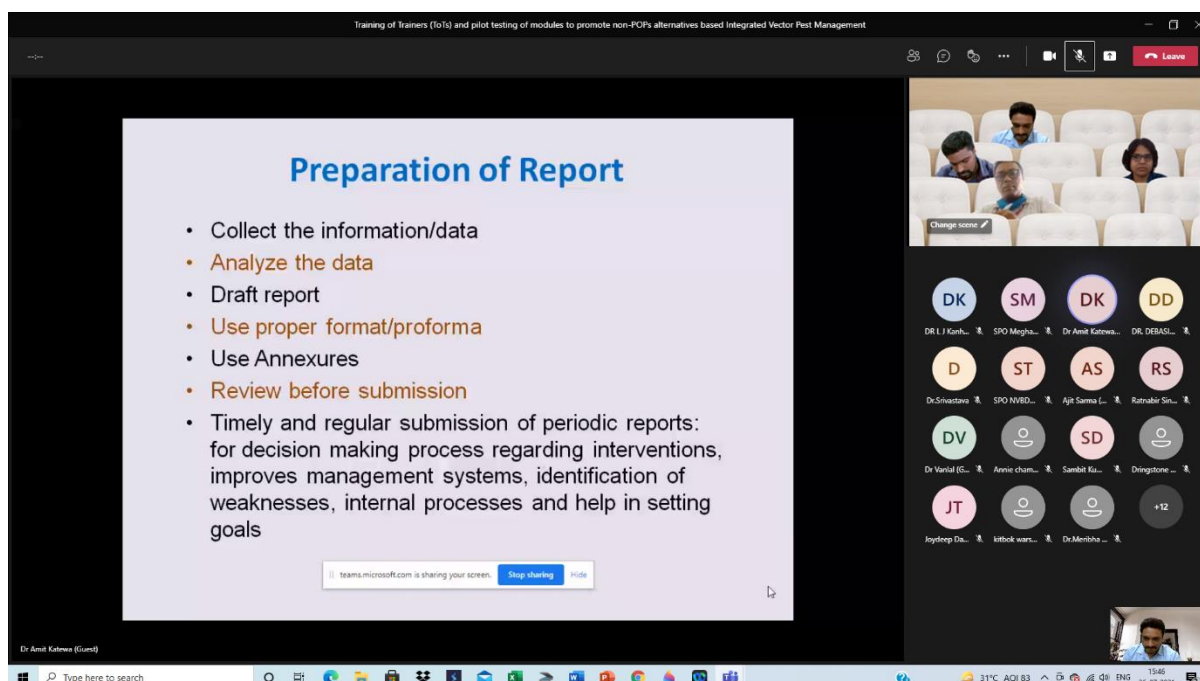 Training of Trainers (ToTs) and pilot testing of modules to promote non-POPs alternatives based Integrated Vector Pest Management
--:--
Leave
Preparation of Report
• Collect the information/data
• Analyze the data
• Draft report
• Use proper format/proforma
• Use Annexures
• Review before submission
• Timely and regular submission of periodic reports:
for decision making process regarding interventions,
improves management systems, identification of
weaknesses, internal processes and help in setting
goals
teams.microsoft.com is sharing your screen. Stop sharing Hide
Dr Amit Katewa (Guest)
Change scene
DK SM DK DD
DR L J Kanh... SPO Megha... Dr Amit Katewa... DR. DEBASI...
D ST AS RS
Dr.Srivastava SPO NVBD... Ajit Sarma (... Ratnabir Sin...
DV SD
Dr Vanlal (G... Annie cham... Sambit Ku... Dringstone ...
JT +12
Joydeep Da... kitbok wars... Dr.Meribha ...
Type here to search
31°C AQI 83 ENG 15:46